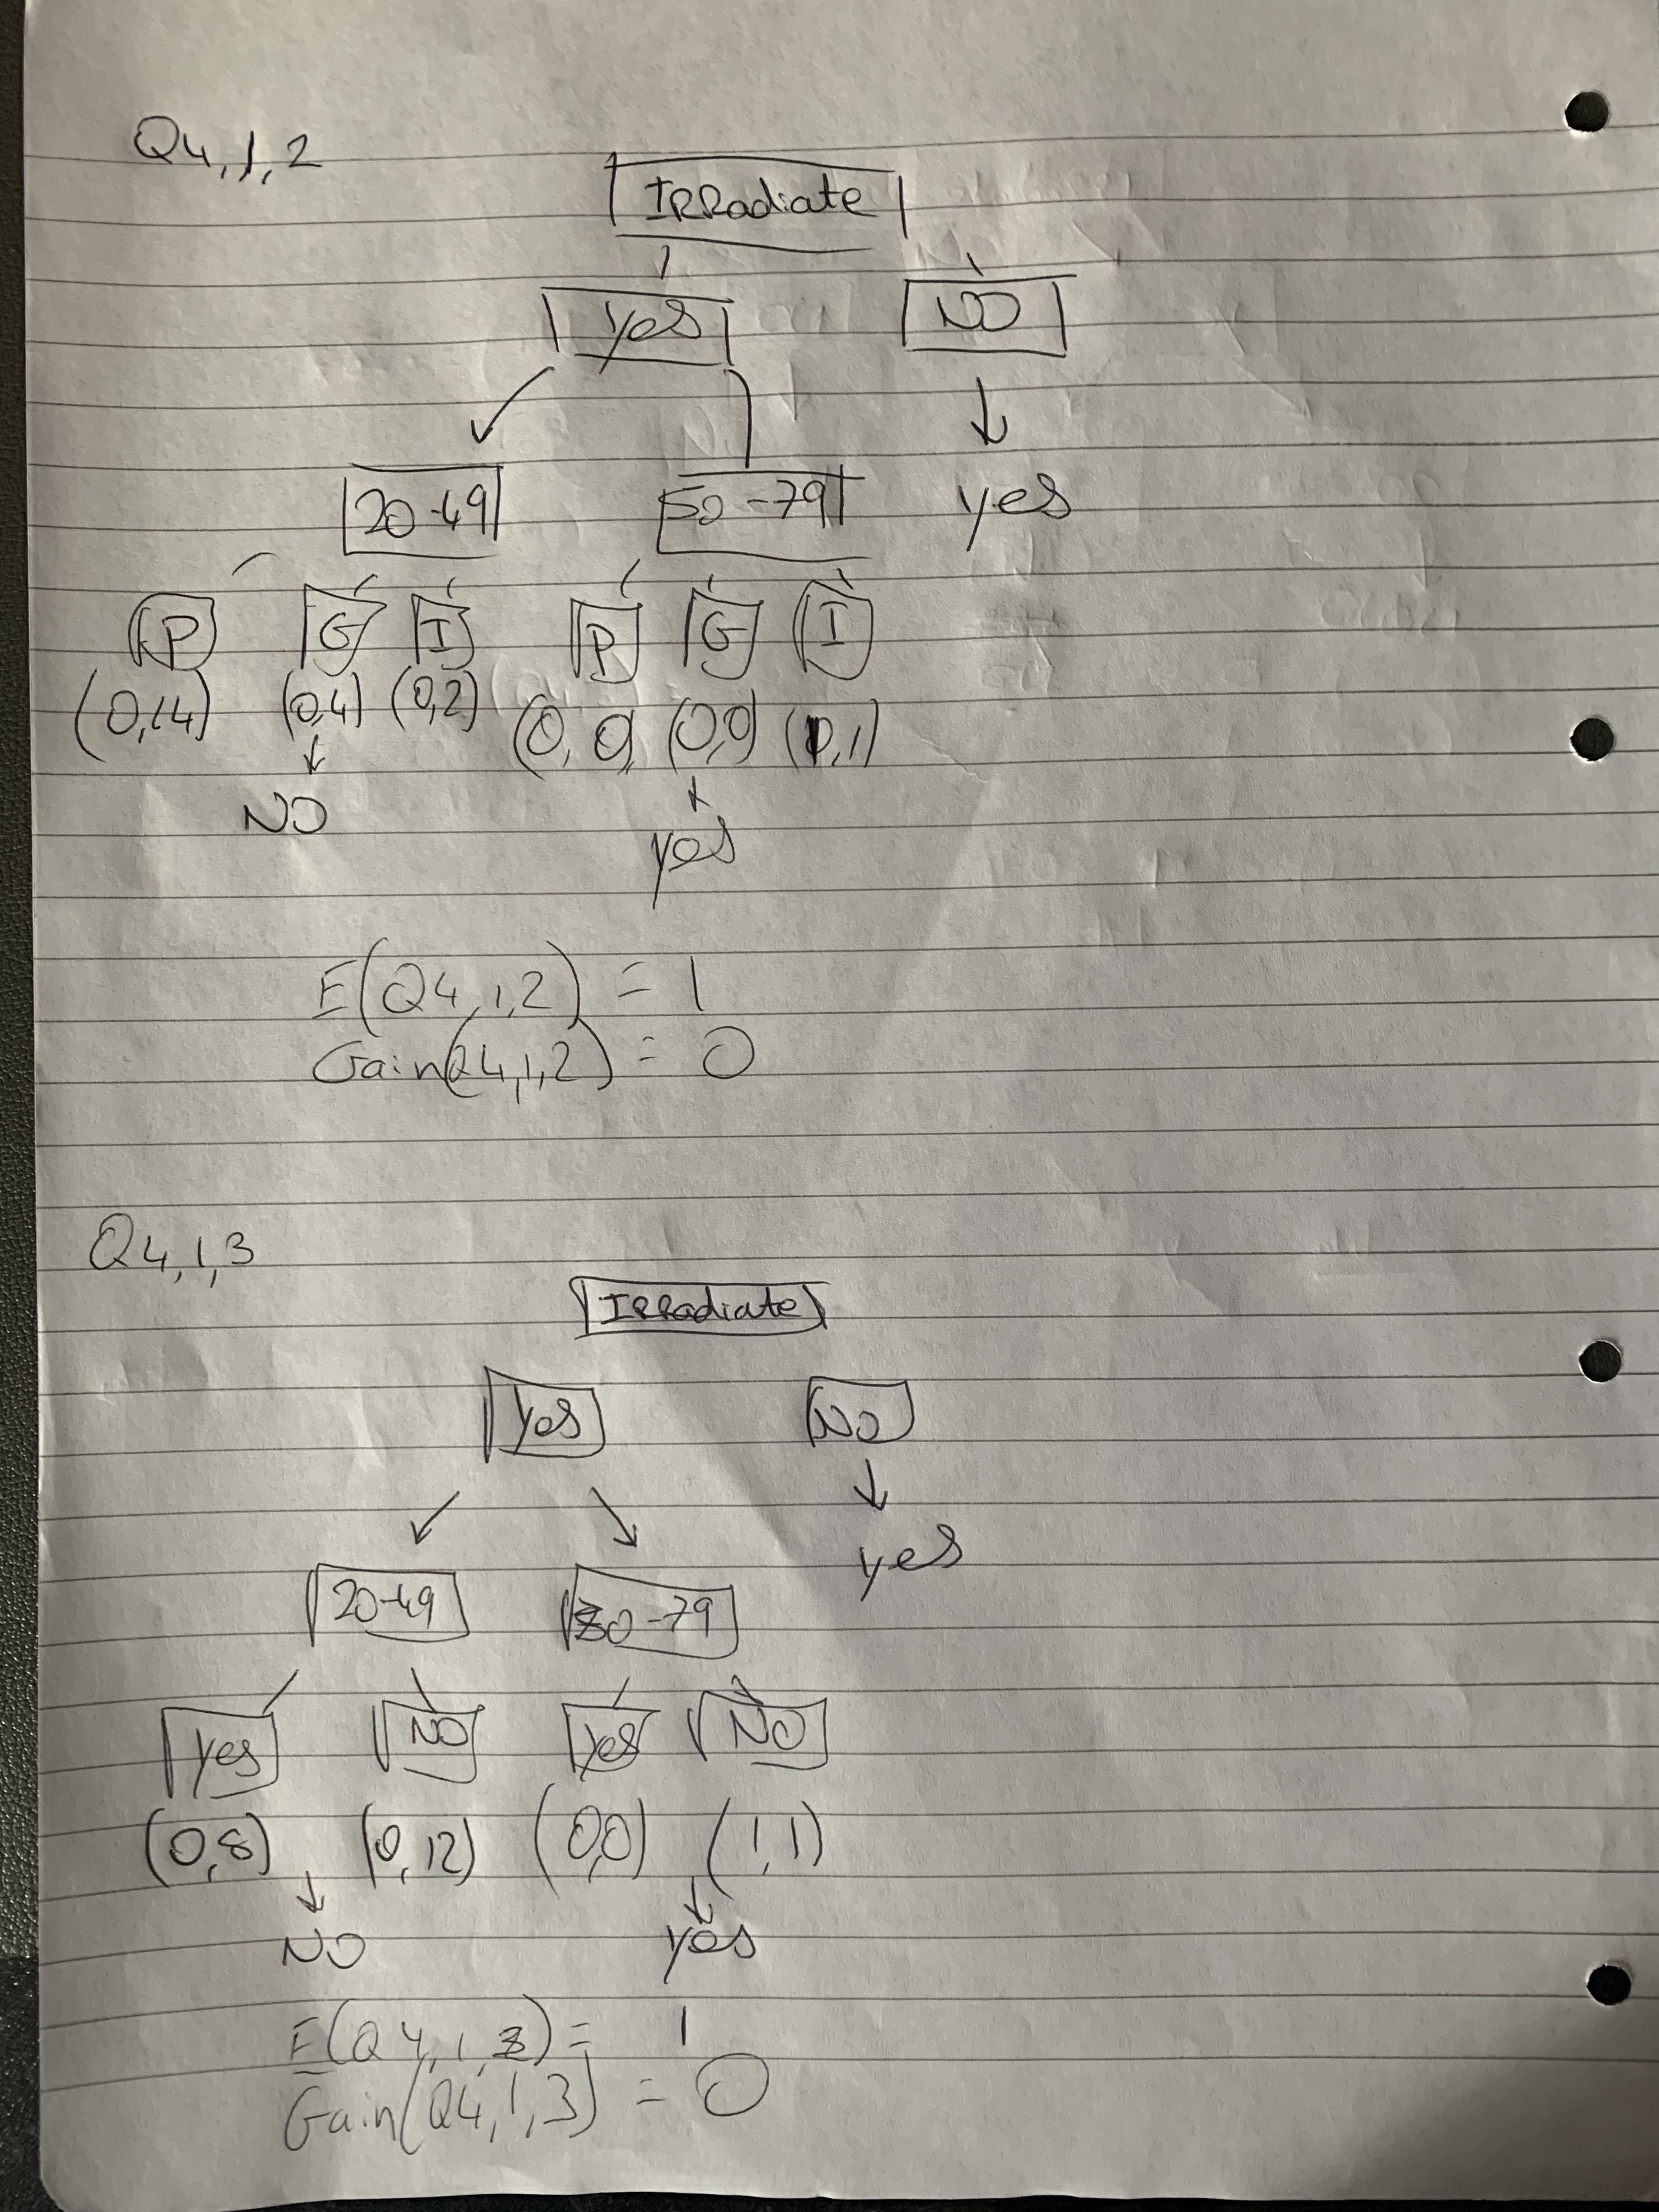 Q4,1,2
IRRadiate
yes NO
20-49 50-79 yes
P G I P G I
(0,14) (0,4) (0,2) (0,0) (0,0) (1,1)
NO yes
E(Q4,1,2) = 1
Gain(Q4,1,2) = 0
Q4,1,3
IRRadiate
yes NO
20-49 50-79 yes
yes NO yes NO
(0,8) (0,12) (0,0) (1,1)
NO yes
E(Q4,1,3) = 1
Gain(Q4,1,3) = 0